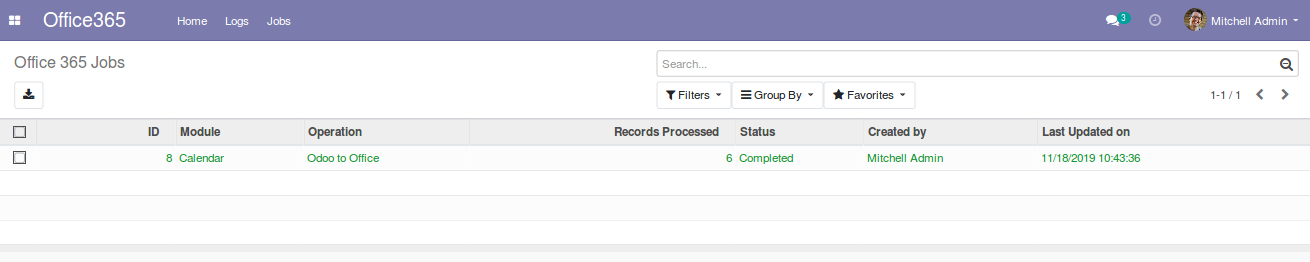 Office365 Home Logs Jobs 3 Mitchell Admin
Office 365 Jobs Search...
Filters Group By Favorites 1-1 / 1
ID Module Operation Records Processed Status Created by Last Updated on
8 Calendar Odoo to Office 6 Completed Mitchell Admin 11/18/2019 10:43:36